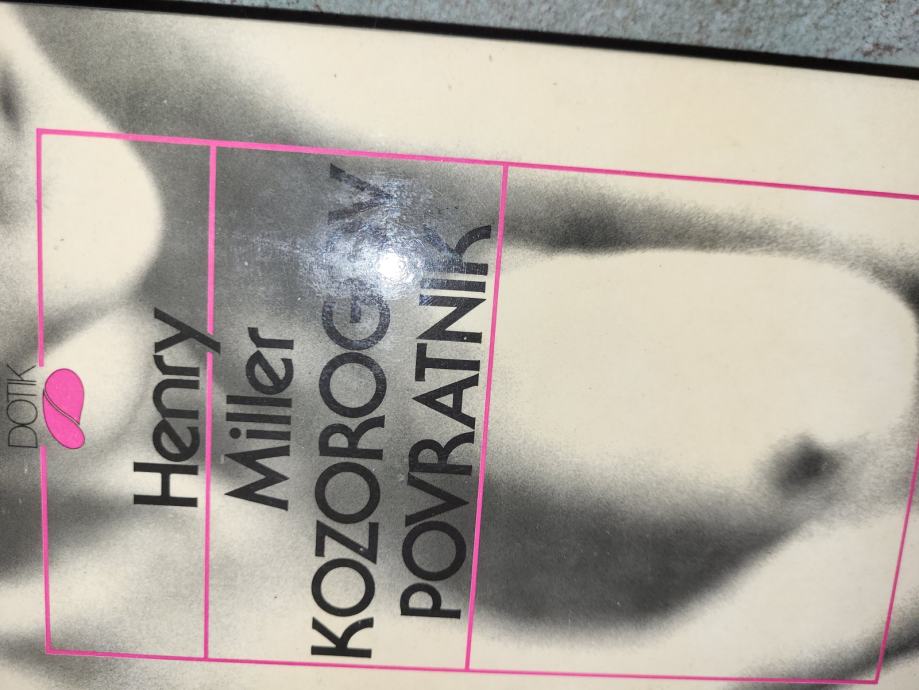 DOTIK
Henry
Miller
KOZOROGOV
POVRATNIK